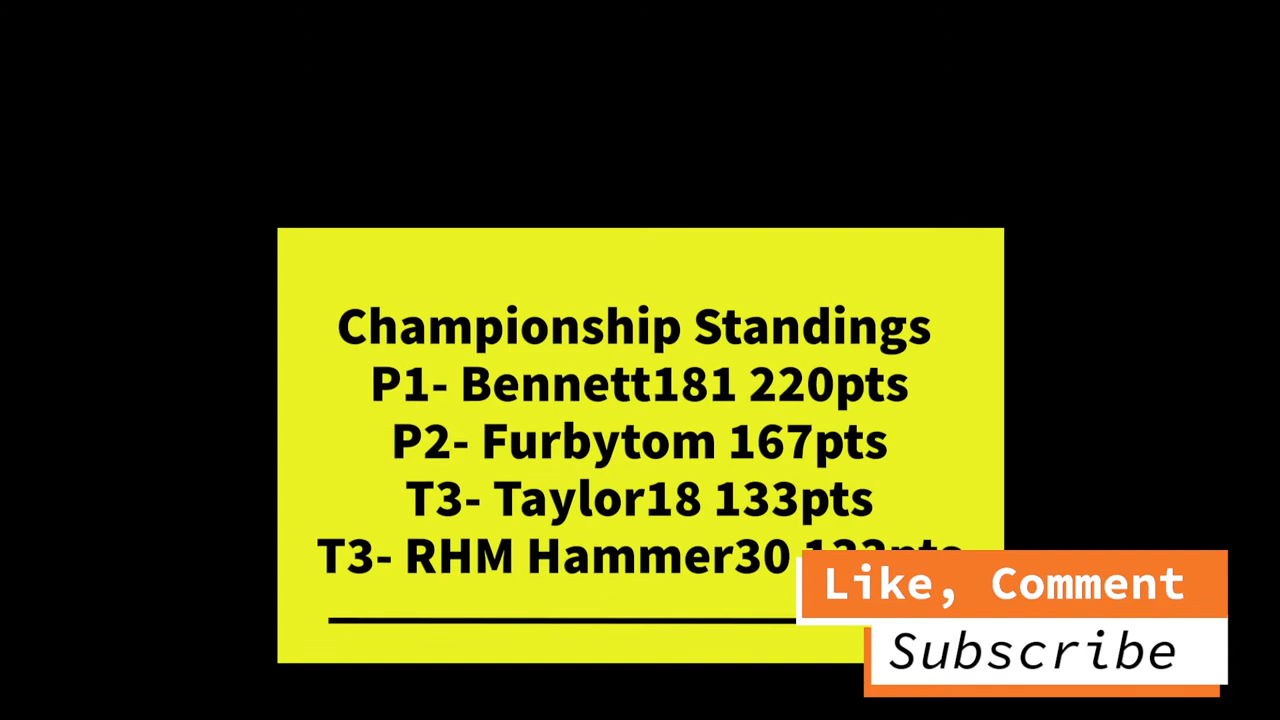 Championship Standings
P1- Bennett181 220pts
P2- Furbytom 167pts
T3- Taylor18 133pts
T3- RHM Hammer30
Like, Comment
Subscribe